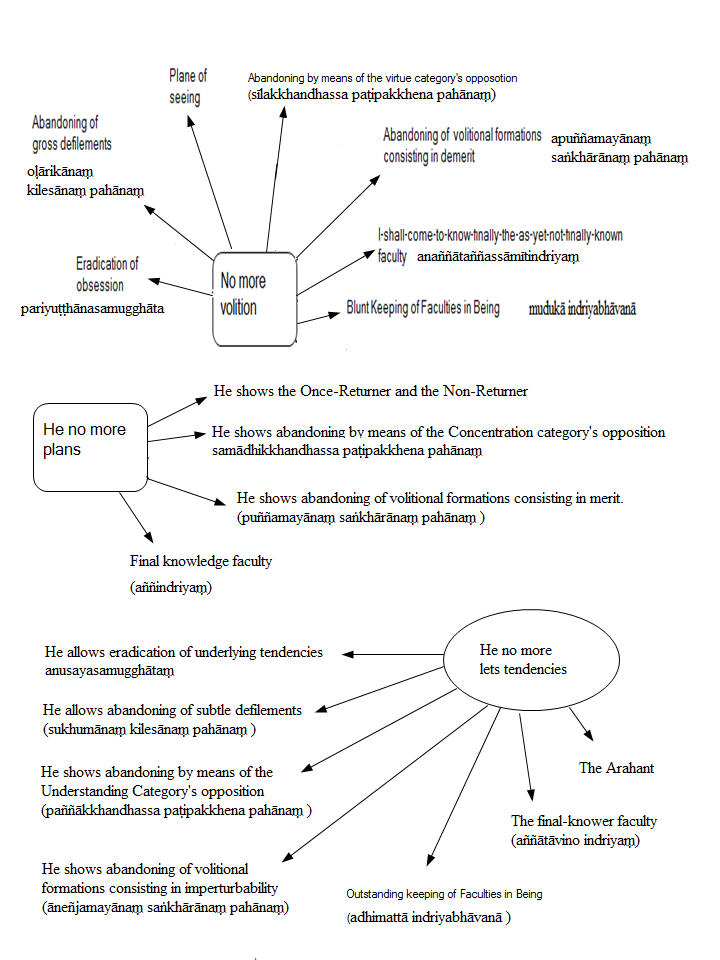 Plane of
seeing
Abandoning by means of the virtue category's opposotion
(sīlakkhandhassa paṭipakkhena pahānaṃ)
Abandoning of
gross defilements
oḷārikānaṃ
kilesānaṃ pahānaṃ
Abandoning of volitional formations
consisting in demerit
apuññamayānaṃ
saṅkhārānaṃ pahānaṃ
I-shall-come-to-know-finally-the-as-yet-not-finally-known
faculty anaññātaññassāmītindriyaṃ
Eradication of
obsession
pariyuṭṭhānasamugghāta
No more
volition
Blunt Keeping of Faculties in Being mudukā indriyabhāvanā
He no more
plans
He shows the Once-Returner and the Non-Returner
He shows abandoning by means of the Concentration category's opposition
samādhikkhandhassa paṭipakkhena pahānaṃ
He shows abandoning of volitional formations consisting in merit.
(puññamayānaṃ saṅkhārānaṃ pahānaṃ )
Final knowledge faculty
(aññindriyaṃ)
He no more
lets tendencies
He allows eradication of underlying tendencies
anusayasamugghātaṃ
He allows abandoning of subtle defilements
(sukhumānaṃ kilesānaṃ pahānaṃ )
He shows abandoning by means of the
Understanding Category's opposition
(paññākkhandhassa paṭipakkhena pahānaṃ )
The Arahant
The final-knower faculty
(aññātāvino indriyaṃ)
He shows abandoning of volitional
formations consisting in imperturbability
(āneñjamayānaṃ saṅkhārānaṃ pahānaṃ)
Outstanding keeping of Faculties in Being
(adhimattā indriyabhāvanā )